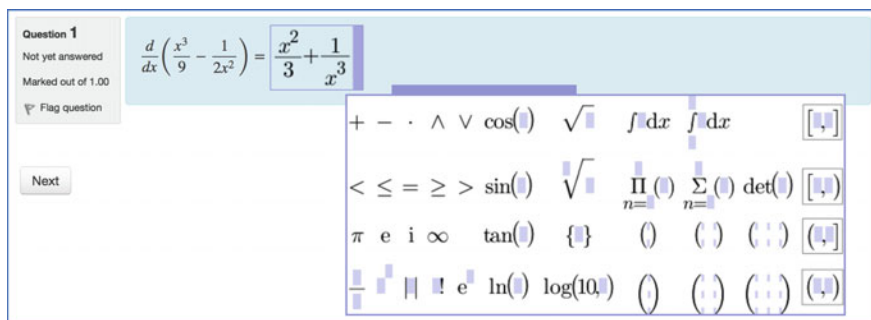 Question 1
Not yet answered
Marked out of 1.00
Flag question
d/dx (x³/9 − 1/2x²) = x²/3 + 1/x³
Next
+ − · ∧ ∨ cos() √ ∫dx ∫dx [,]
< ≤ = ≥ > sin() √ Π n= () Σ n= () det() [,)
π e i ∞ tan() {} () () () (,]
|| ! e ln() log(10,) () () () (,)